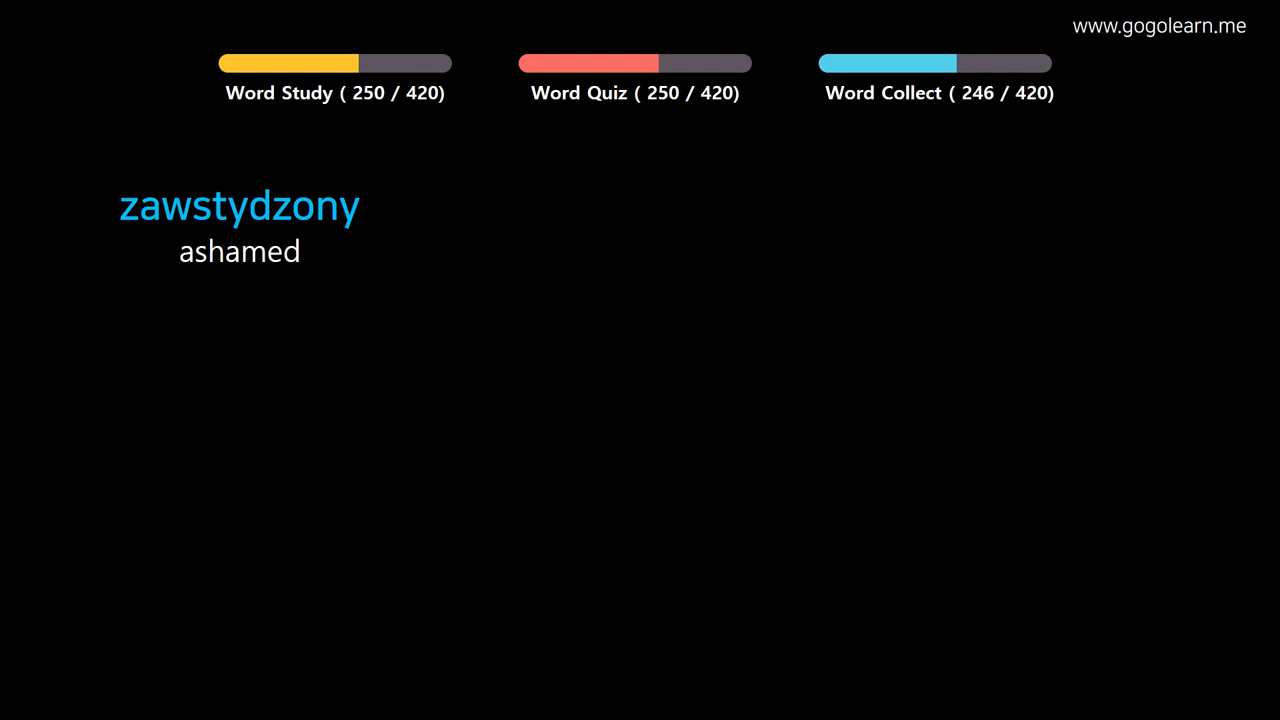 www.gogolearn.me
Word Study ( 250 / 420)
Word Quiz ( 250 / 420)
Word Collect ( 246 / 420)
zawstydzony
ashamed